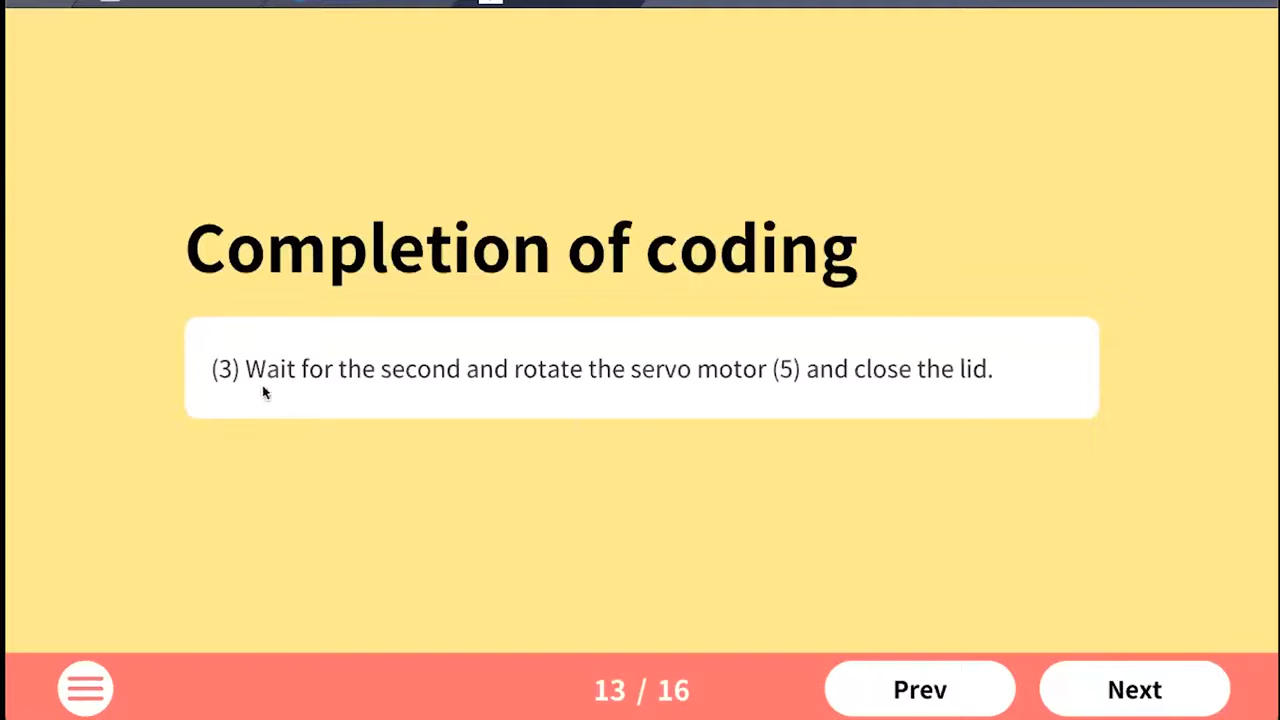 Completion of coding
(3) Wait for the second and rotate the servo motor (5) and close the lid.
13 / 16
Prev
Next